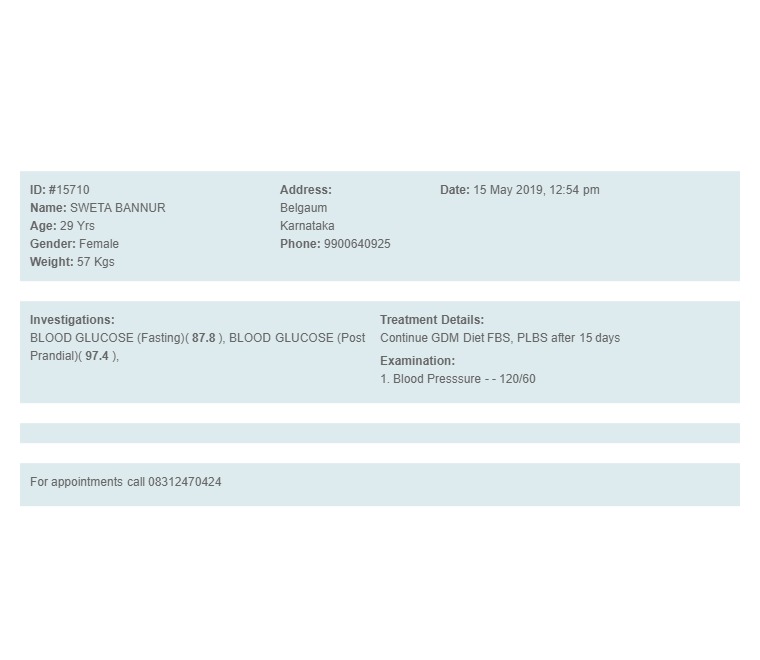 ID: #15710
Name: SWETA BANNUR
Age: 29 Yrs
Gender: Female
Weight: 57 Kgs
Address:
Belgaum
Karnataka
Phone: 9900640925
Date: 15 May 2019, 12:54 pm
Investigations:
BLOOD GLUCOSE (Fasting)( 87.8 ), BLOOD GLUCOSE (Post
Prandial)( 97.4 ),
Treatment Details:
Continue GDM Diet FBS, PLBS after 15 days
Examination:
1. Blood Presssure - - 120/60
For appointments call 08312470424